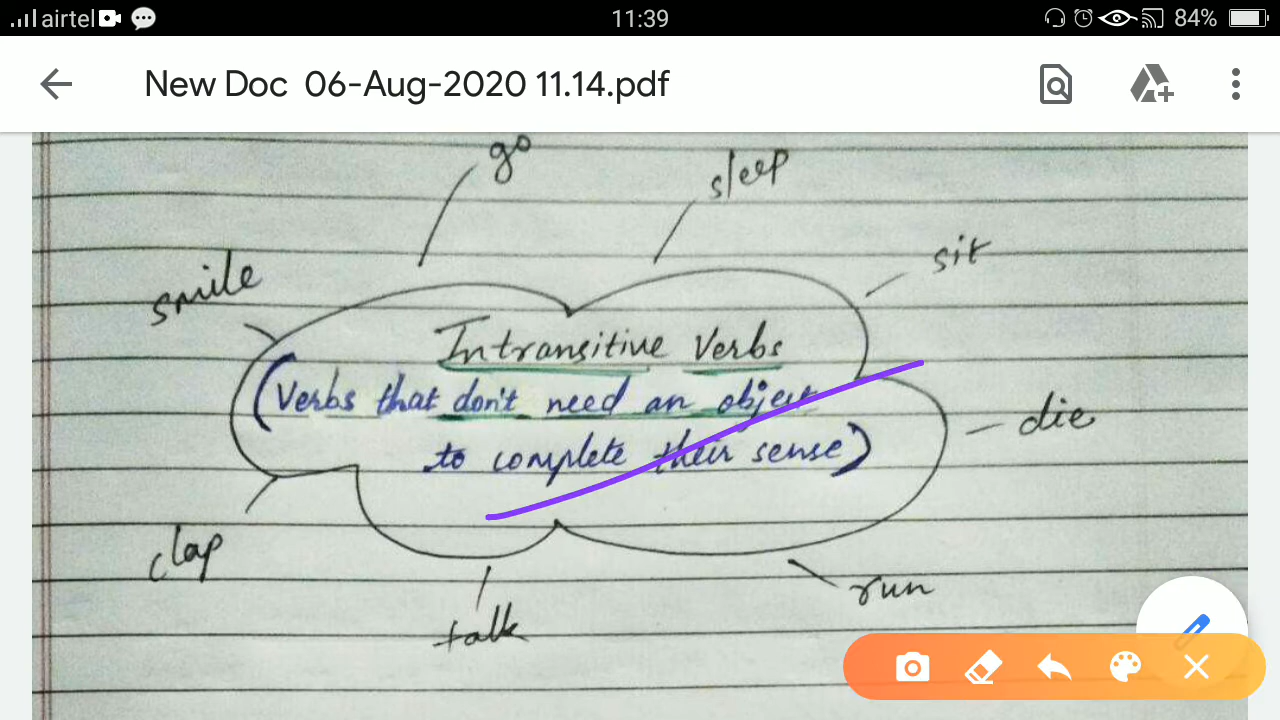 airtel 11:39 84%
New Doc 06-Aug-2020 11.14.pdf
go
sleep
sit
smile
Intransitive Verbs
(Verbs that don't need an object
to complete their sense)
die
clap
run
talk